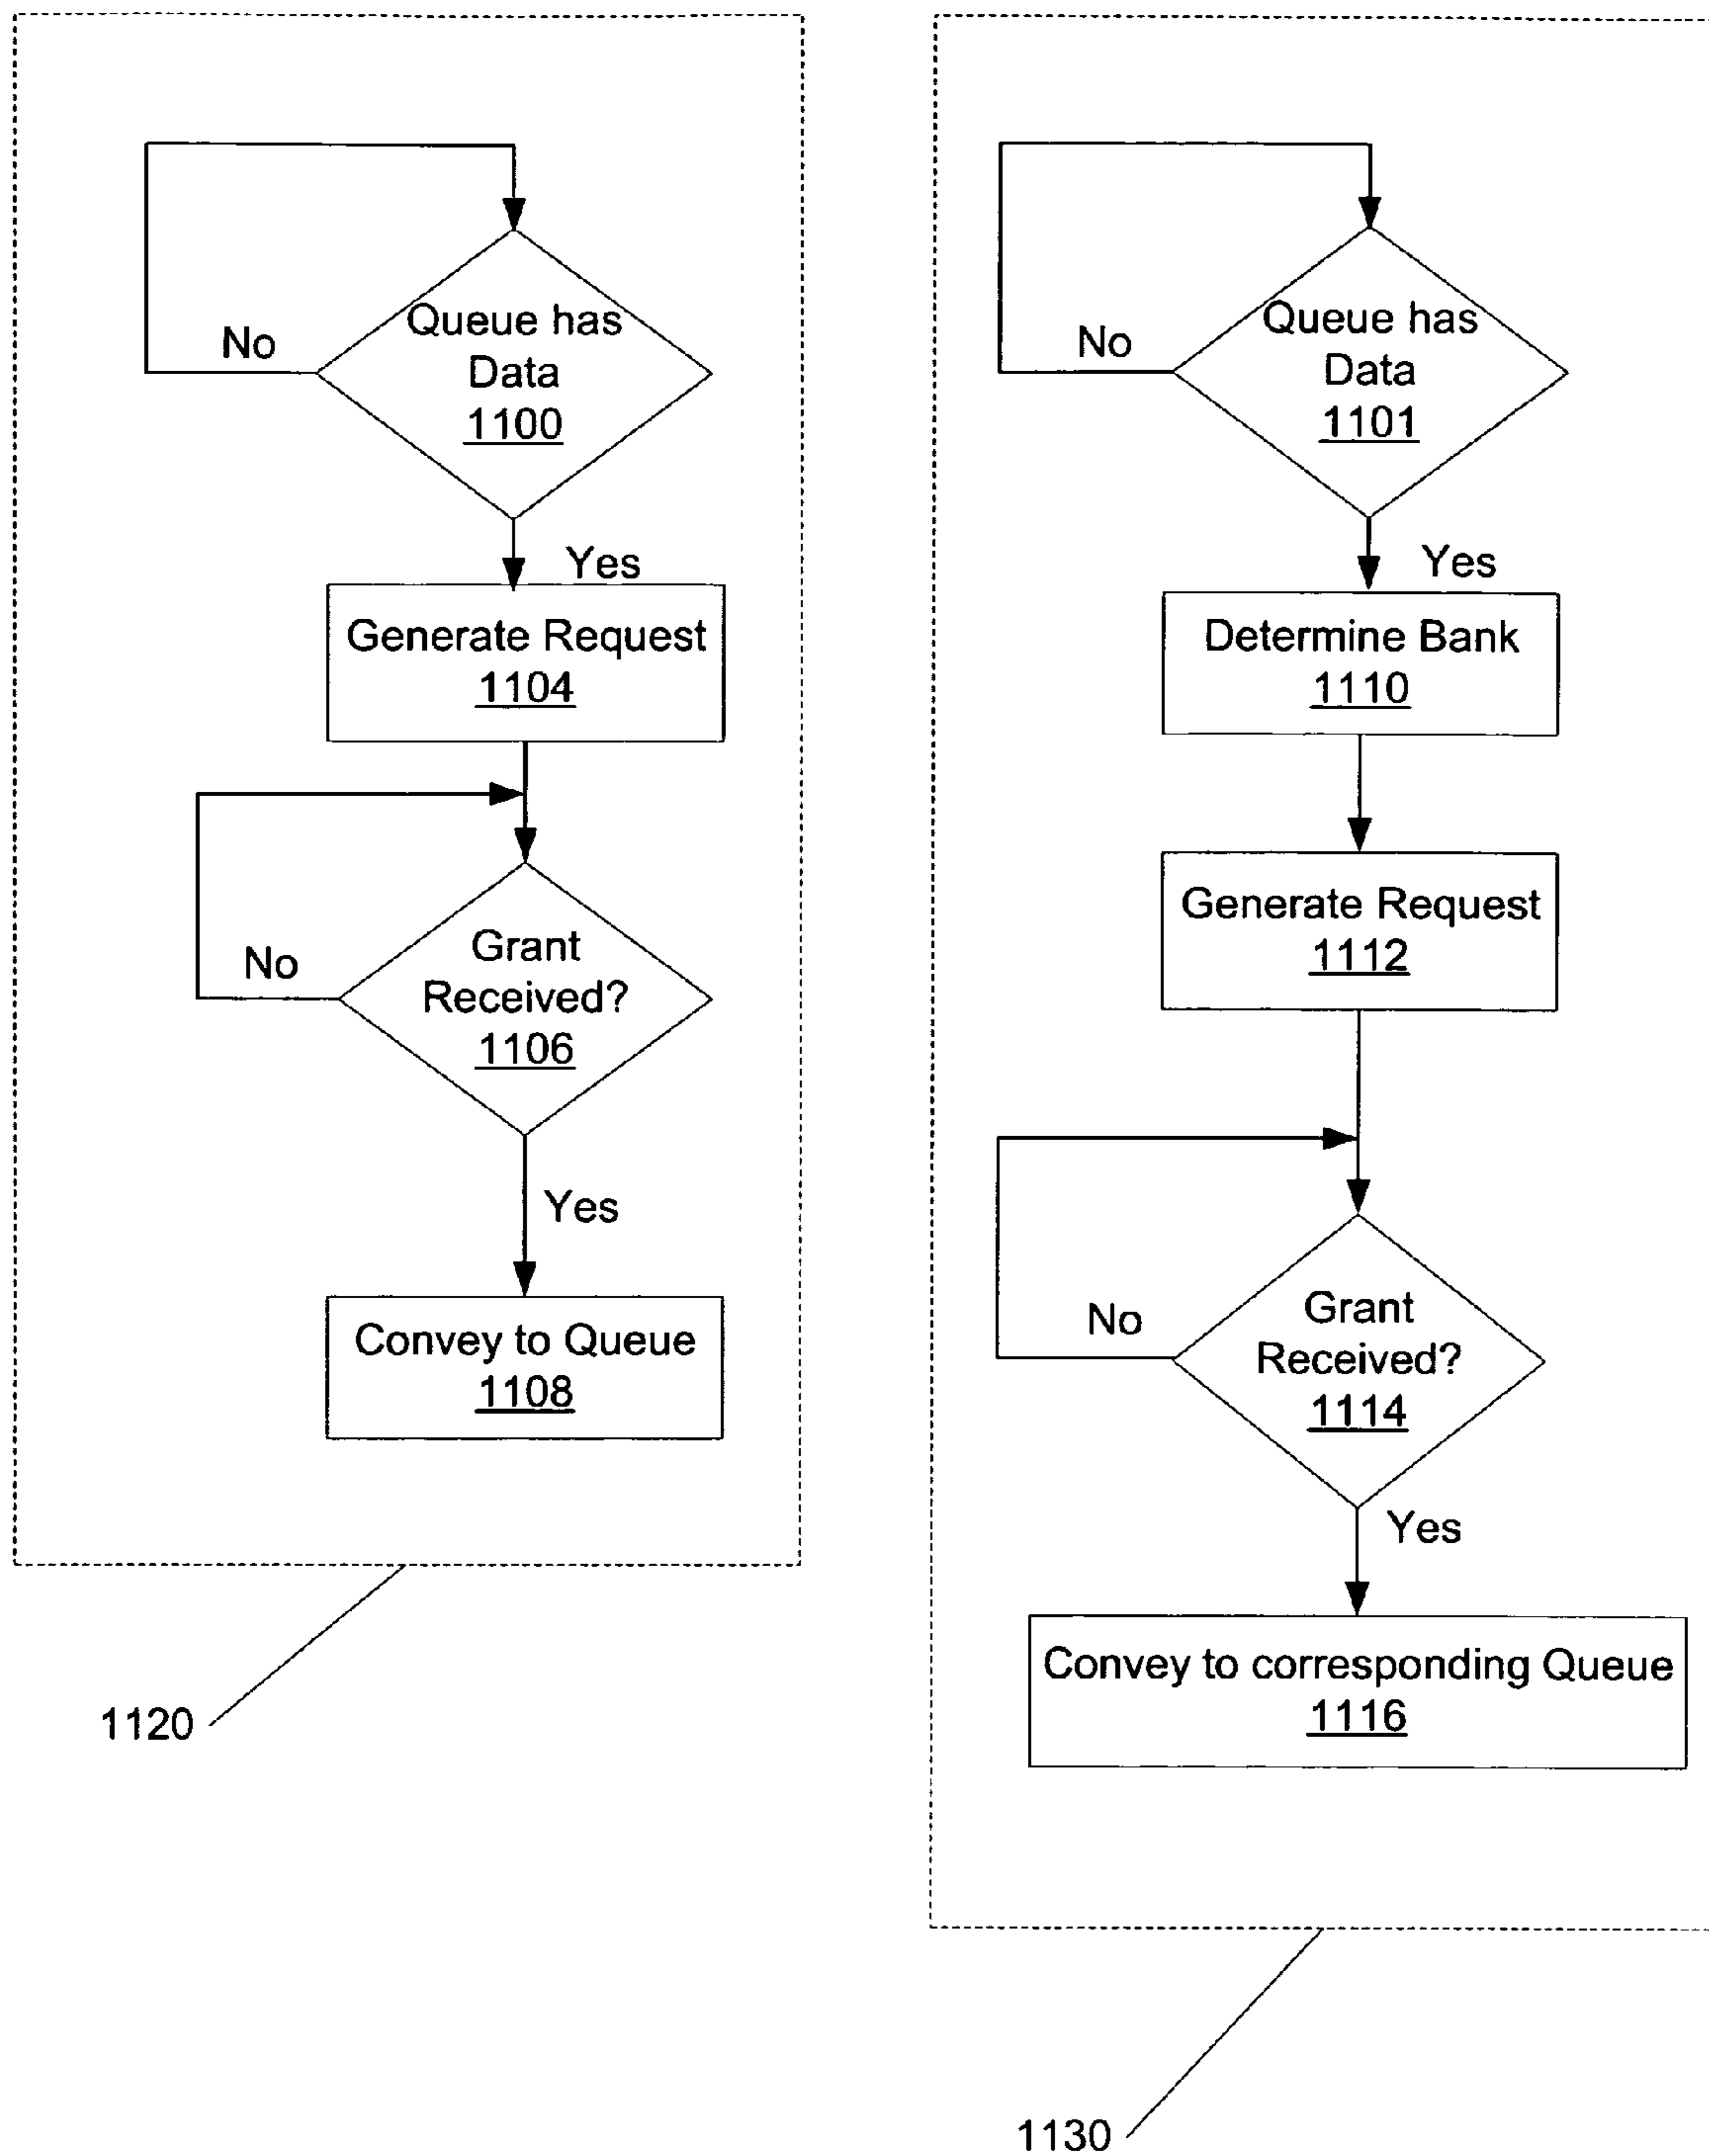 Queue has
Data
1100
No
Yes
Generate Request
1104
Grant
Received?
1106
No
Yes
Convey to Queue
1108
1120
Queue has
Data
1101
No
Yes
Determine Bank
1110
Generate Request
1112
Grant
Received?
1114
No
Yes
Convey to corresponding Queue
1116
1130